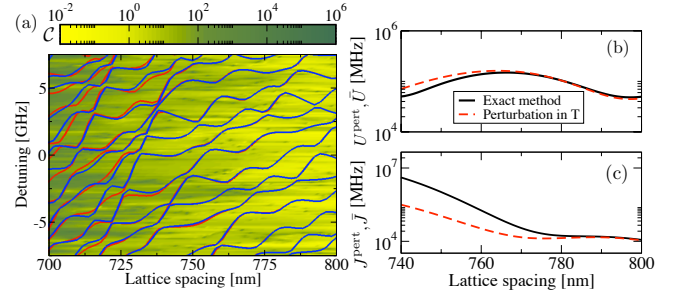 (a)
C 10^-2 10^0 10^2 10^4 10^6
Detuning [GHz]
5
0
-5
700 725 750 775 800
Lattice spacing [nm]
(b)
U^pert, Ū [MHz]
10^6
10^4
Exact method
Perturbation in T
(c)
J^pert, J̄ [MHz]
10^7
10^4
740 760 780 800
Lattice spacing [nm]